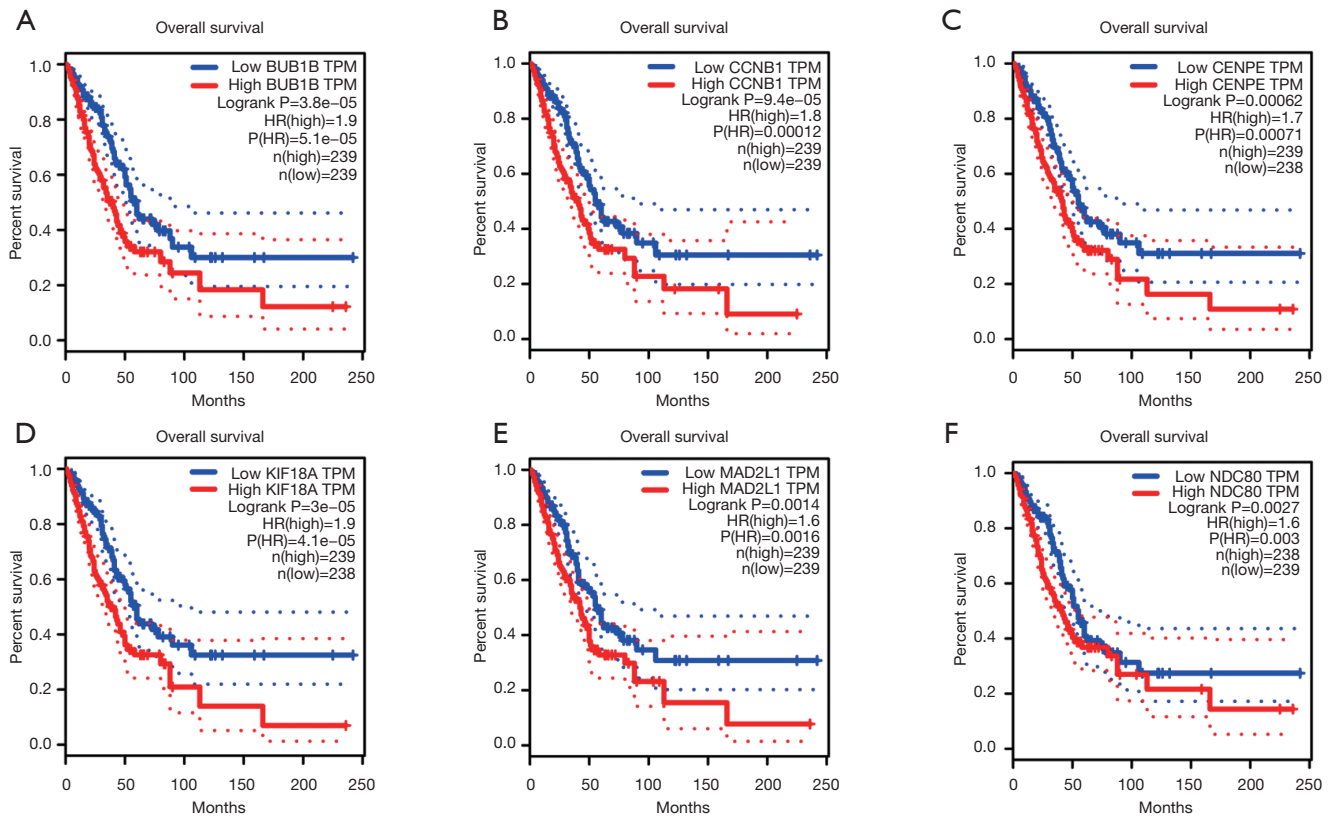 A
Overall survival
Low BUB1B TPM
High BUB1B TPM
Logrank P=3.8e−05
HR(high)=1.9
P(HR)=5.1e−05
n(high)=239
n(low)=239
Percent survival
1.0
0.8
0.6
0.4
0.2
0.0
0 50 100 150 200 250
Months
B
Overall survival
Low CCNB1 TPM
High CCNB1 TPM
Logrank P=9.4e−05
HR(high)=1.8
P(HR)=0.00012
n(high)=239
n(low)=239
Percent survival
1.0
0.8
0.6
0.4
0.2
0.0
0 50 100 150 200 250
Months
C
Overall survival
Low CENPE TPM
High CENPE TPM
Logrank P=0.00062
HR(high)=1.7
P(HR)=0.00071
n(high)=239
n(low)=238
Percent survival
1.0
0.8
0.6
0.4
0.2
0.0
0 50 100 150 200 250
Months
D
Overall survival
Low KIF18A TPM
High KIF18A TPM
Logrank P=3e−05
HR(high)=1.9
P(HR)=4.1e−05
n(high)=239
n(low)=238
Percent survival
1.0
0.8
0.6
0.4
0.2
0.0
0 50 100 150 200 250
Months
E
Overall survival
Low MAD2L1 TPM
High MAD2L1 TPM
Logrank P=0.0014
HR(high)=1.6
P(HR)=0.0016
n(high)=239
n(low)=239
Percent survival
1.0
0.8
0.6
0.4
0.2
0.0
0 50 100 150 200 250
Months
F
Overall survival
Low NDC80 TPM
High NDC80 TPM
Logrank P=0.0027
HR(high)=1.6
P(HR)=0.003
n(high)=238
n(low)=239
Percent survival
1.0
0.8
0.6
0.4
0.2
0.0
0 50 100 150 200 250
Months